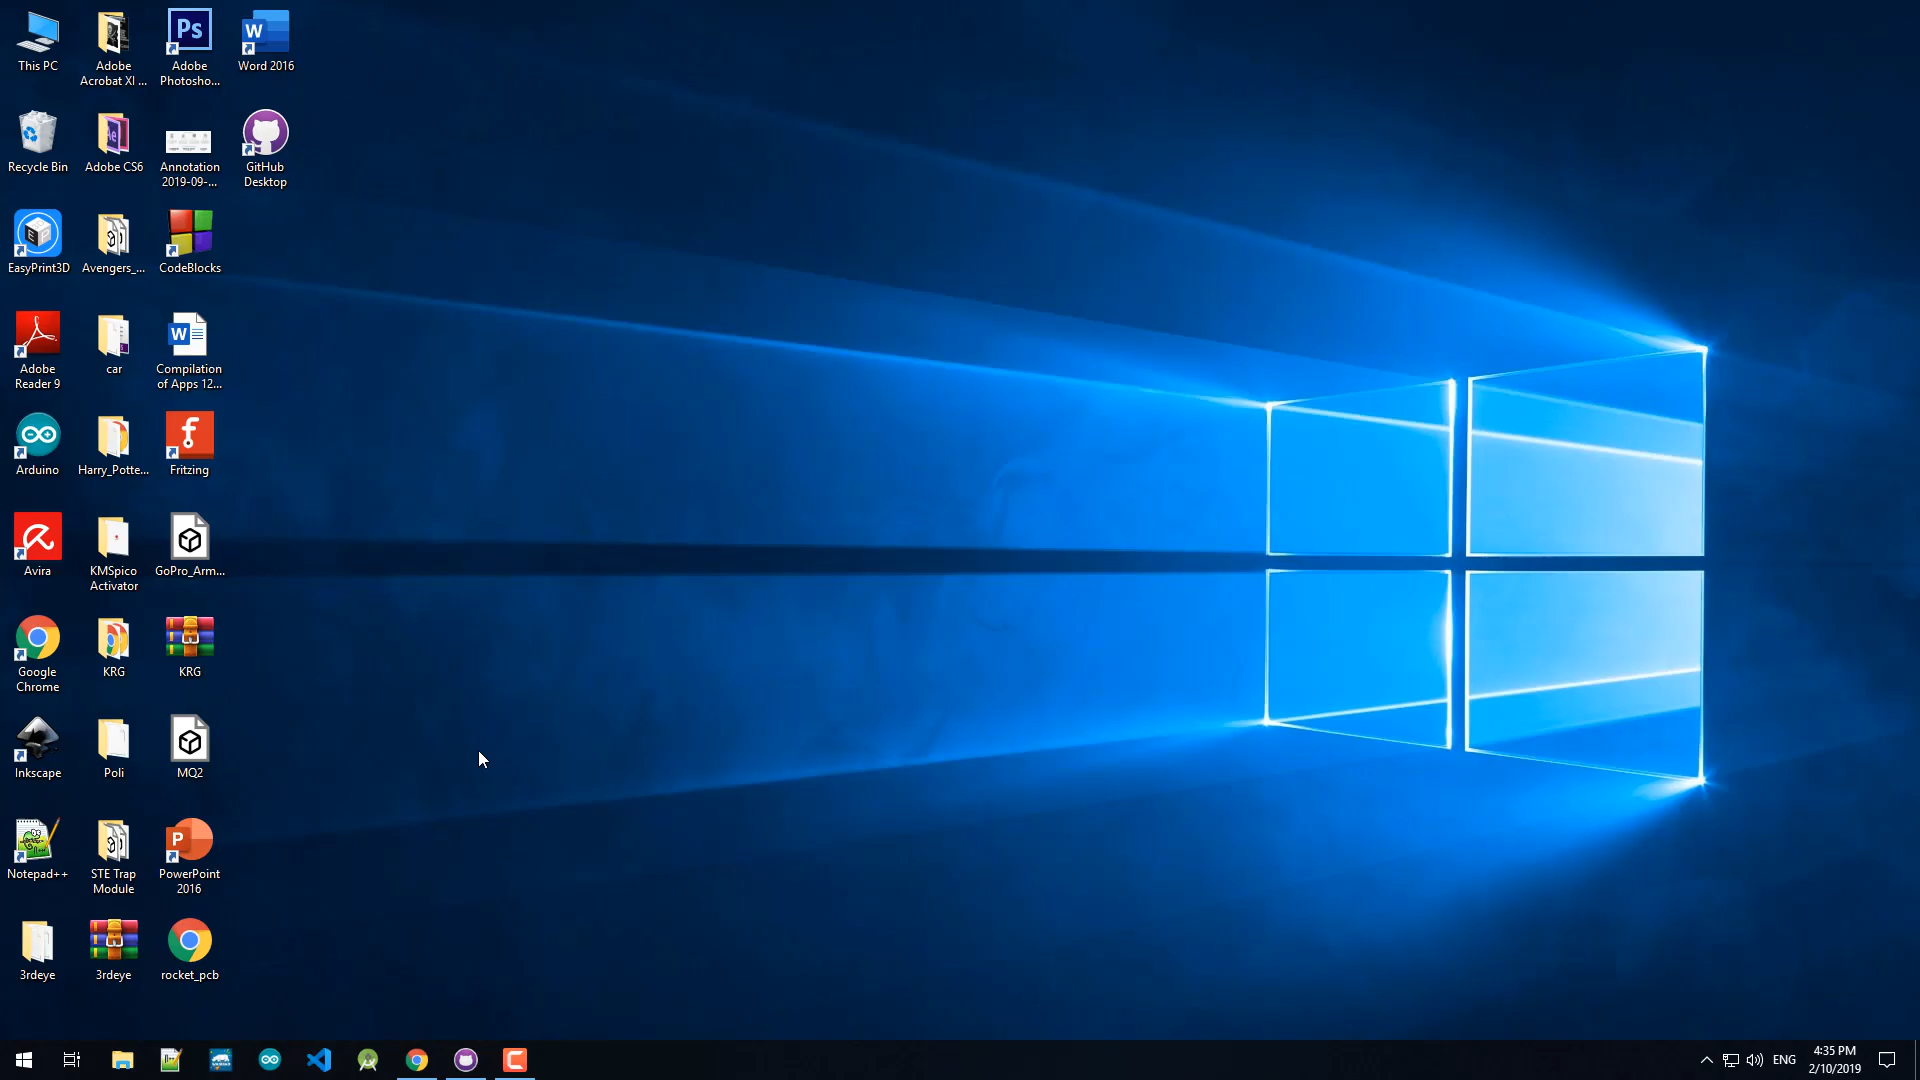 This PC
Adobe
Acrobat XI ...
Ps
Adobe
Photosho...
W
Word 2016
Recycle Bin
Ae
Adobe CS6
Annotation
2019-09-...
GitHub
Desktop
EP
EasyPrint3D
Avengers_...
CodeBlocks
Adobe
Reader 9
car
W
Compilation
of Apps 12...
Arduino
Harry_Potte...
f
Fritzing
Avira
KMSpico
Activator
GoPro_Arm...
Google
Chrome
KRG
KRG
Inkscape
Poli
MQ2
Notepad++
STE Trap
Module
P
PowerPoint
2016
3rdeye
3rdeye
rocket_pcb
ENG
4:35 PM
2/10/2019